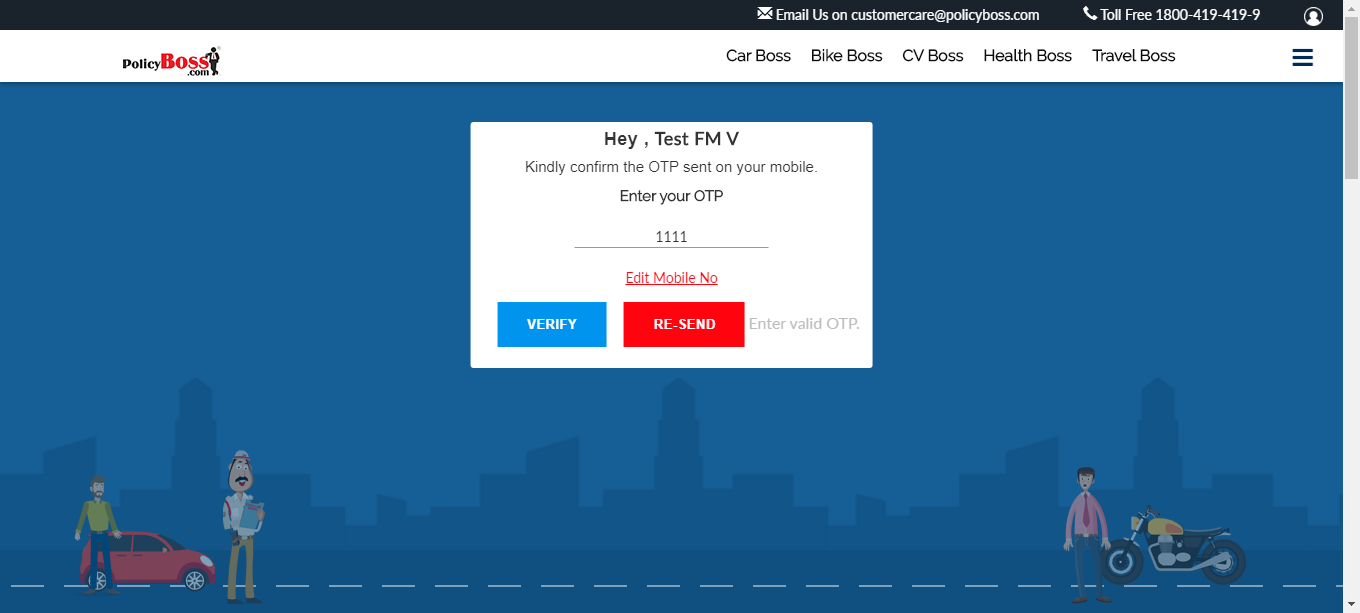 Email Us on customercare@policyboss.com Toll Free 1800-419-419-9
PolicyBoss .com
Car Boss Bike Boss CV Boss Health Boss Travel Boss
Hey , Test FM V
Kindly confirm the OTP sent on your mobile.
Enter your OTP
1111
Edit Mobile No
VERIFY RE-SEND Enter valid OTP.